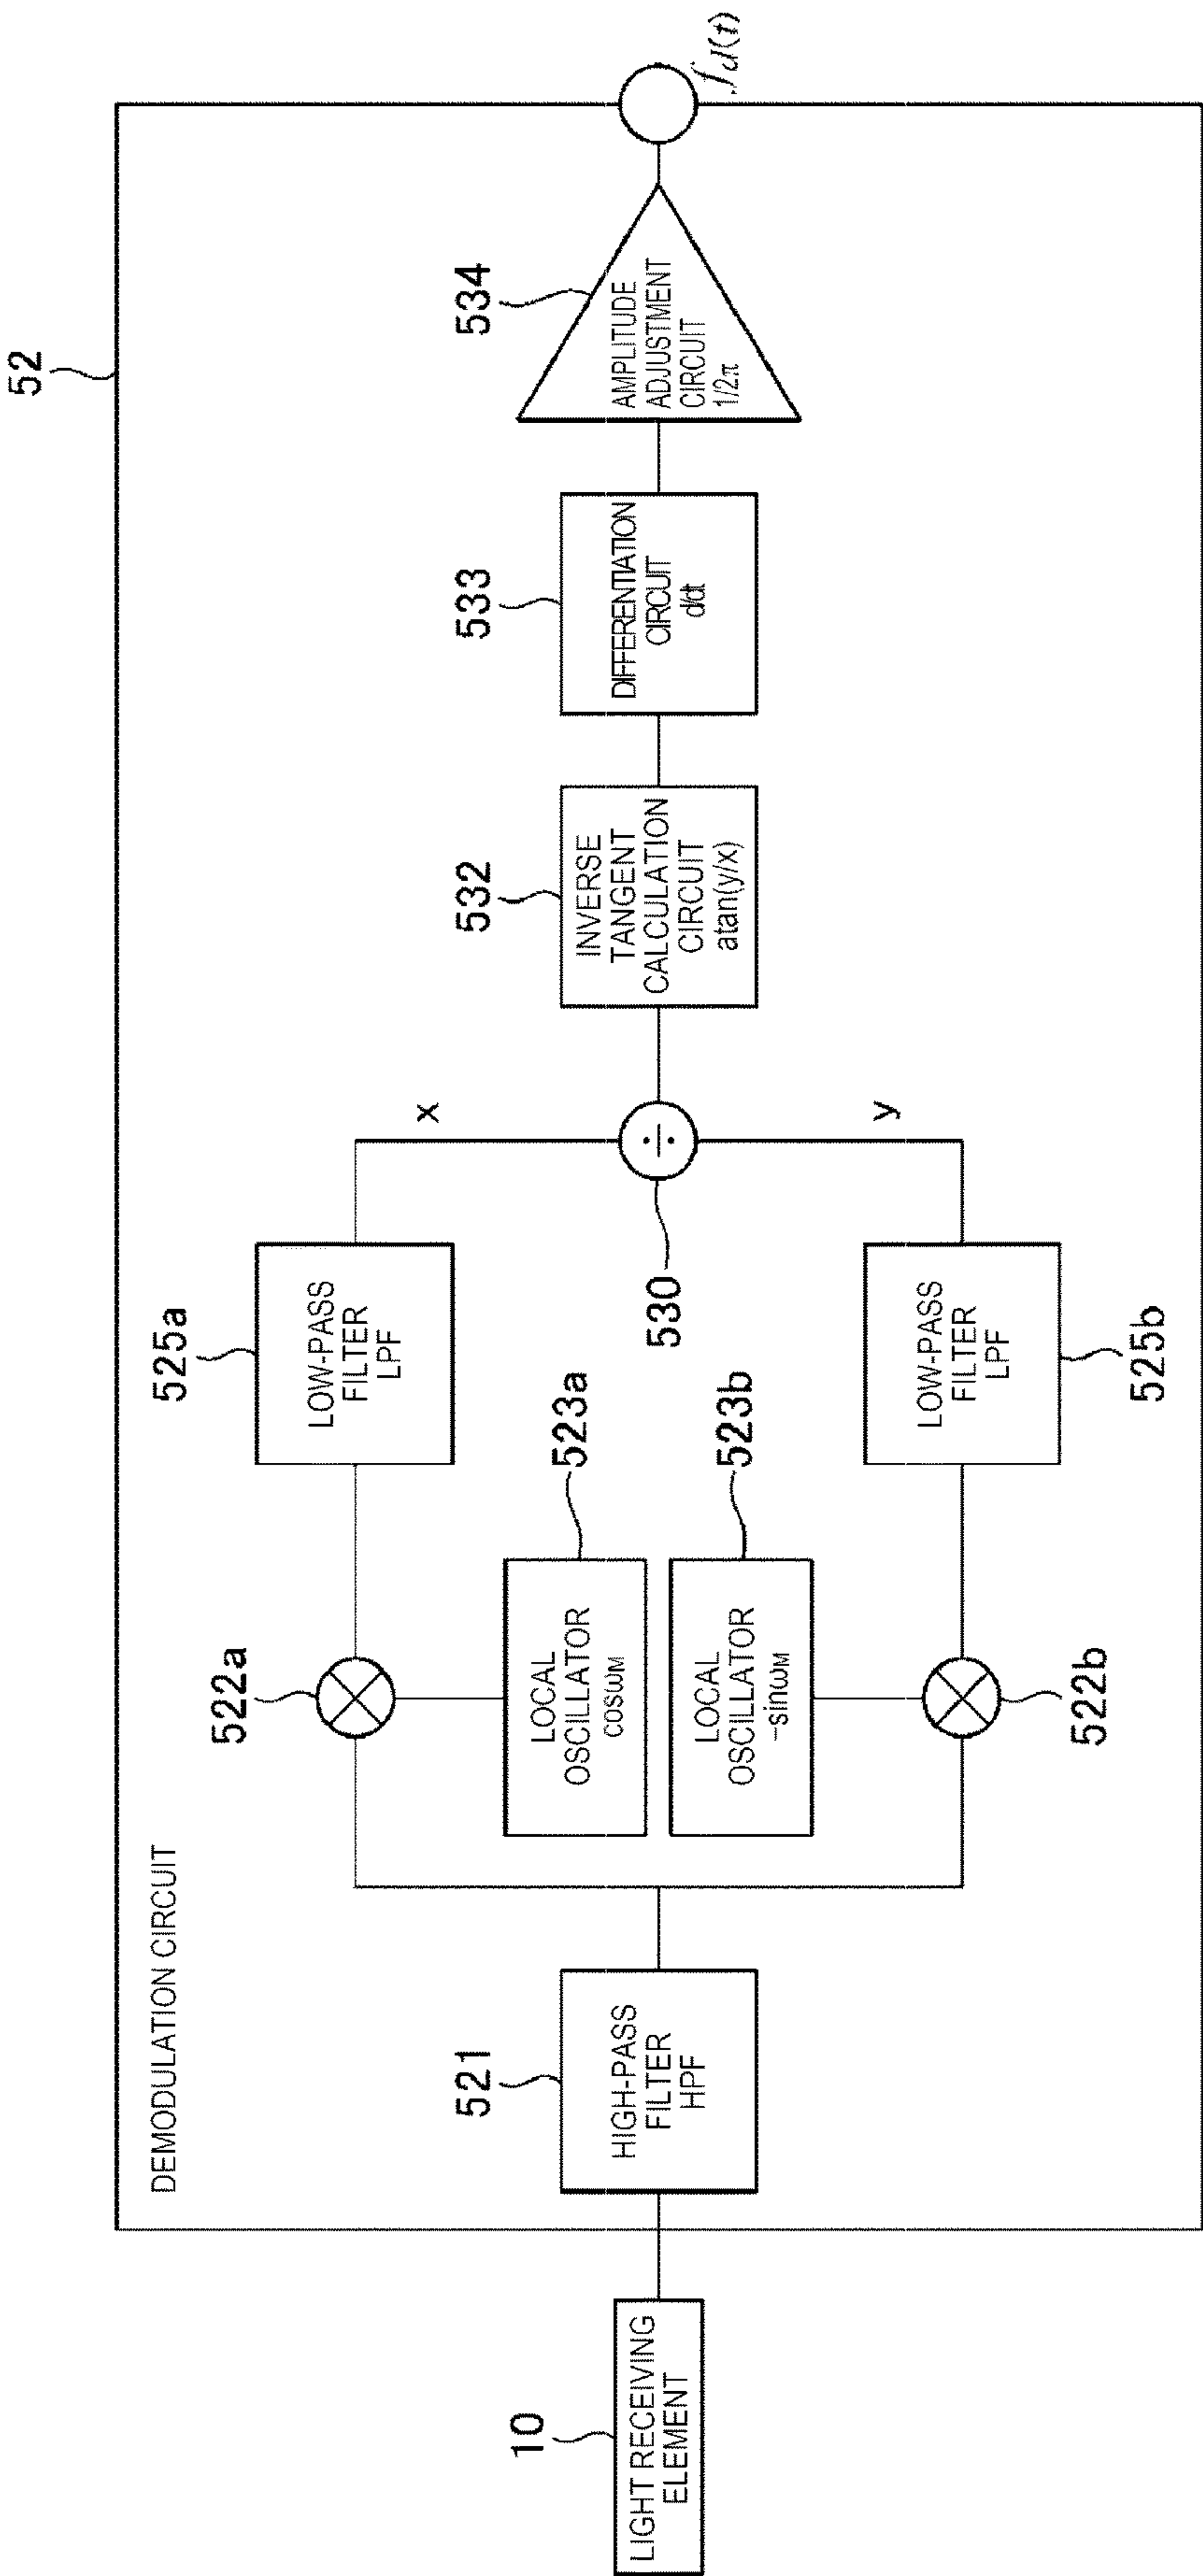 52
DEMODULATION CIRCUIT
10
LIGHT RECEIVING
ELEMENT
521
HIGH-PASS
FILTER
HPF
522a
LOCAL
OSCILLATOR
cosωM
523a
525a
LOW-PASS
FILTER
LPF
x
522b
LOCAL
OSCILLATOR
-sinωM
523b
525b
LOW-PASS
FILTER
LPF
y
÷
530
532
INVERSE
TANGENT
CALCULATION
CIRCUIT
atan(y/x)
533
DIFFERENTIATION
CIRCUIT
d/dt
534
AMPLITUDE
ADJUSTMENT
CIRCUIT
1/2π
fd(t)